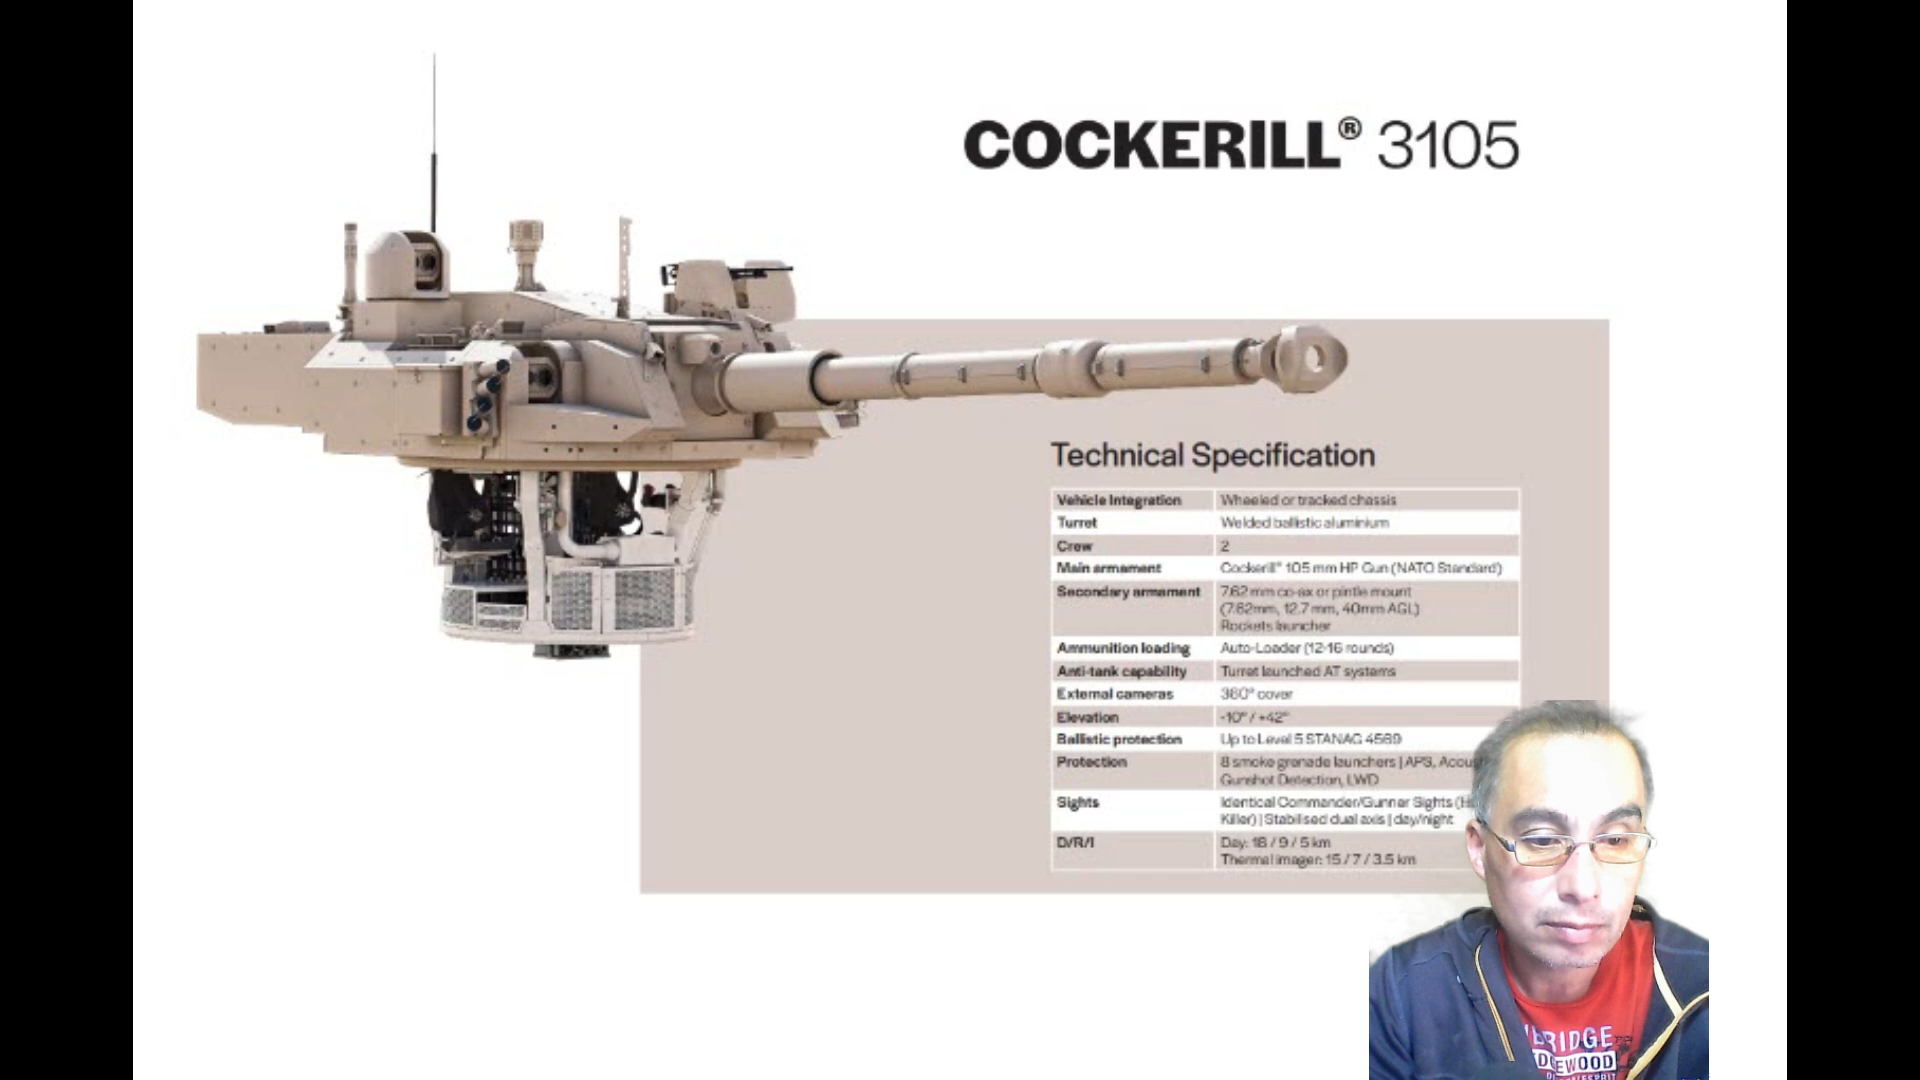 COCKERILL® 3105
Technical Specification
Vehicle Integration Wheeled or tracked chassis
Turret Welded ballistic aluminium
Crew 2
Main armament Cockerill® 105 mm HP Gun (NATO Standard)
Secondary armament 7.62 mm co-ax or pintle mount
(7.62mm, 12.7 mm, 40mm AGL)
Rockets launcher
Ammunition loading Auto-Loader (12-16 rounds)
Anti-tank capability Turret launched AT systems
External cameras 360° cover
Elevation -10° / +42°
Ballistic protection Up to Level 5 STANAG 4569
Protection 8 smoke grenade launchers | APS,
Gunshot Detection, LWD
Sights Identical Commander/Gunner Sights
Killer) | Stabilised dual axis | day/night
D/R/I Day: 18 / 9 / 5 km
Thermal imager: 15 / 7 / 3.5 km